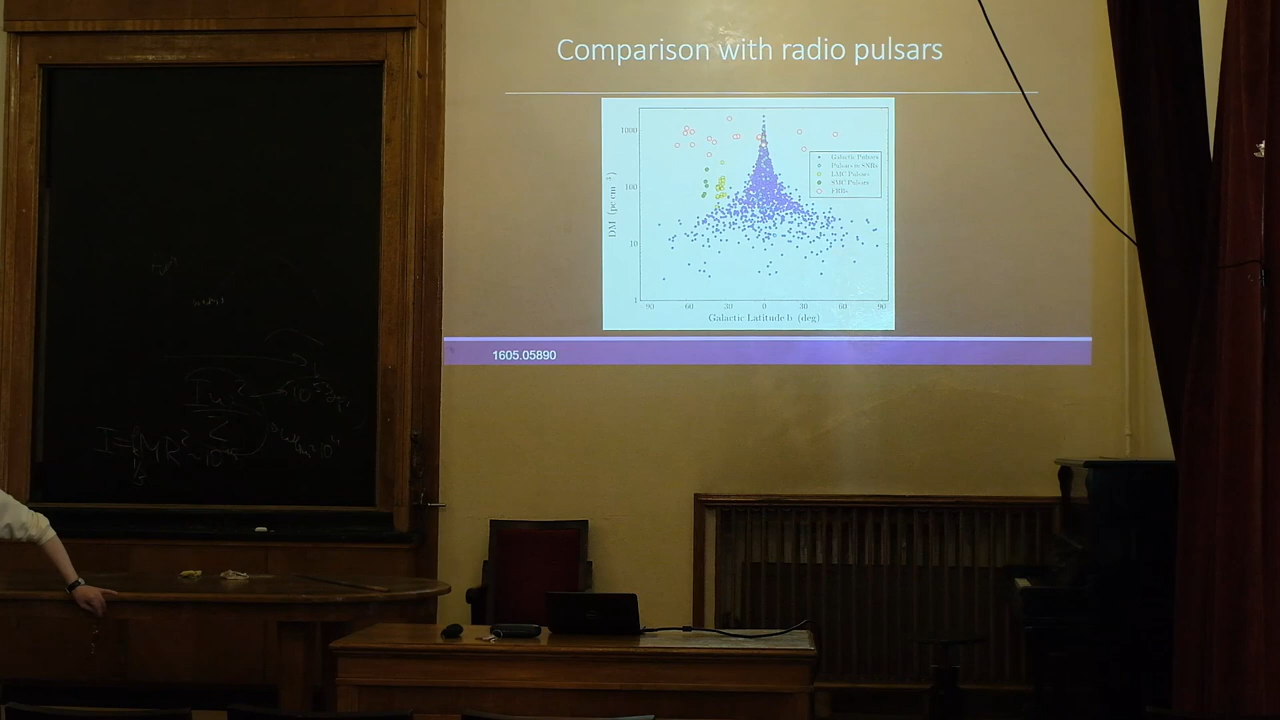 Comparison with radio pulsars
1000
100
10
1
DM (pc cm⁻³)
Galactic Pulsars
Pulsars in SNRs
LMC Pulsars
SMC Pulsars
FRBs
90 60 30 0 30 60 90
Galactic Latitude b (deg)
1605.05890
I = MR²